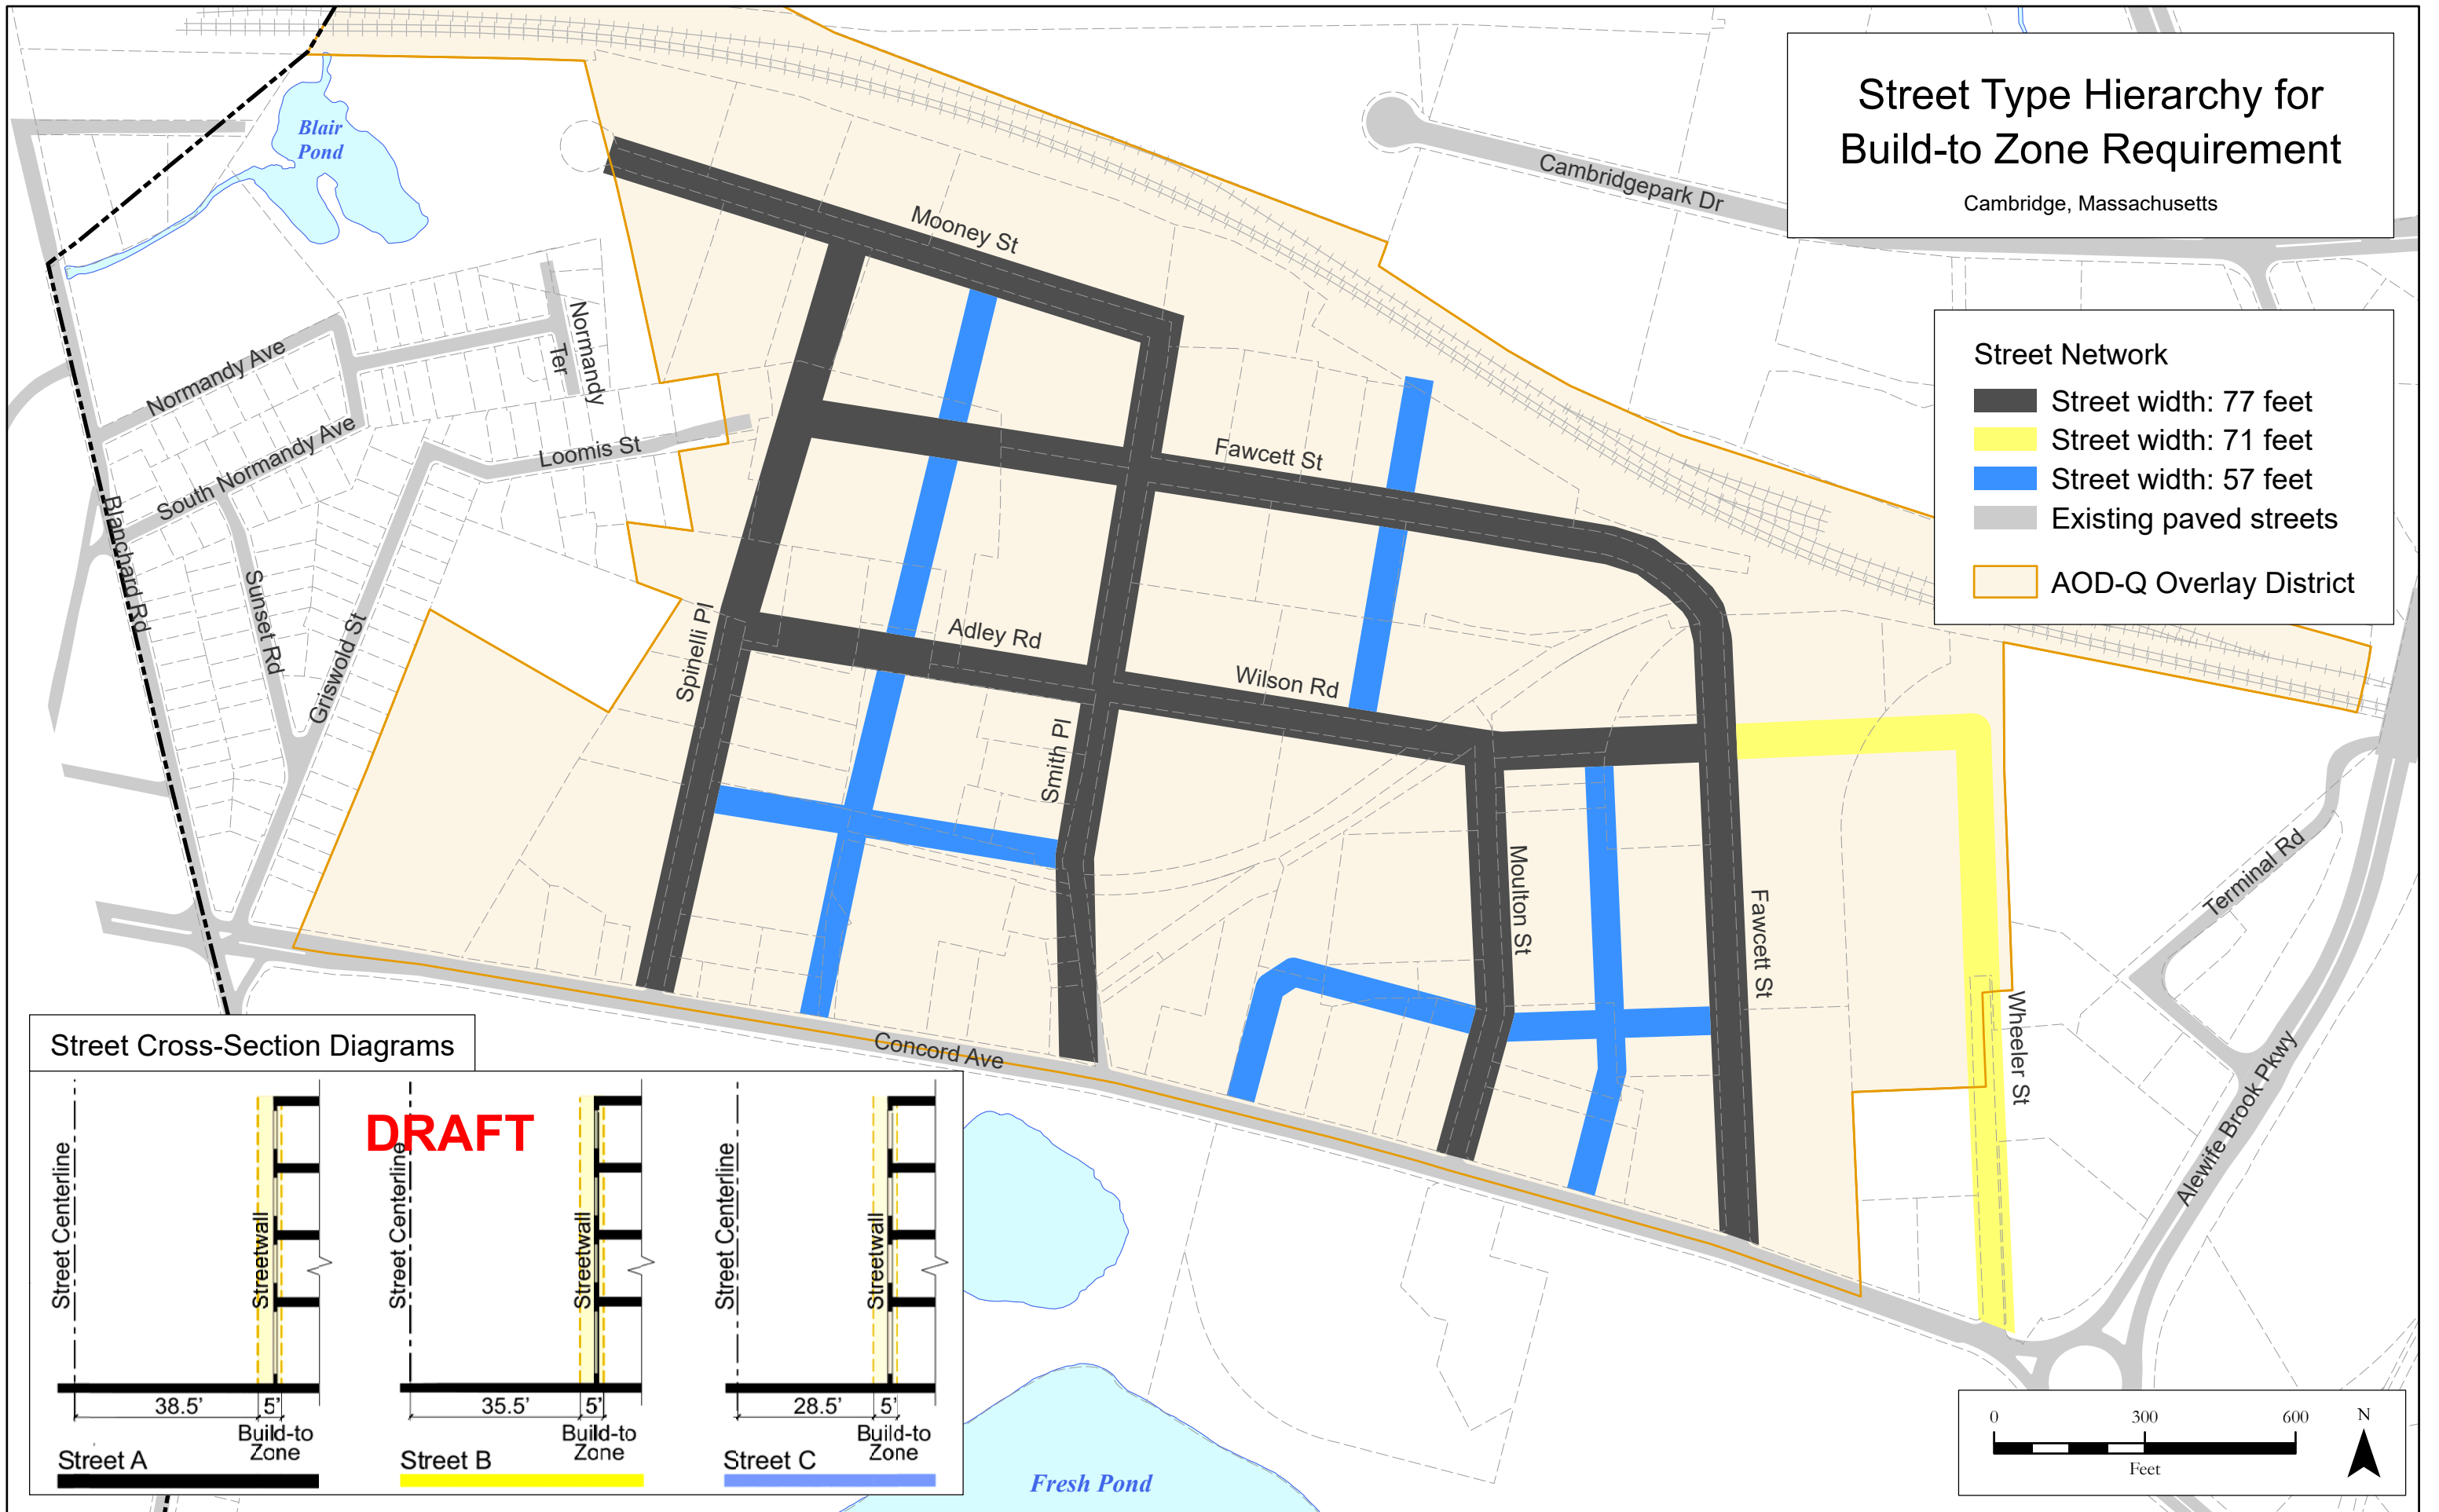 Street Type Hierarchy for
Build-to Zone Requirement
Cambridge, Massachusetts
Street Network
Street width: 77 feet
Street width: 71 feet
Street width: 57 feet
Existing paved streets
AOD-Q Overlay District
Blair
Pond
Cambridgepark Dr
Mooney St
Normandy Ave
Normandy
Ter
South Normandy Ave
Loomis St
Fawcett St
Blanchard Rd
Sunset Rd
Griswold St
Spinelli Pl
Adley Rd
Wilson Rd
Smith Pl
Moulton St
Fawcett St
Terminal Rd
Wheeler St
Alewife Brook Pkwy
Concord Ave
Fresh Pond
Street Cross-Section Diagrams
DRAFT
Street Centerline
Streetwall
38.5'
5'
Build-to
Zone
Street A
Street Centerline
Streetwall
35.5'
5'
Build-to
Zone
Street B
Street Centerline
Streetwall
28.5'
5'
Build-to
Zone
Street C
0 300 600
Feet
N